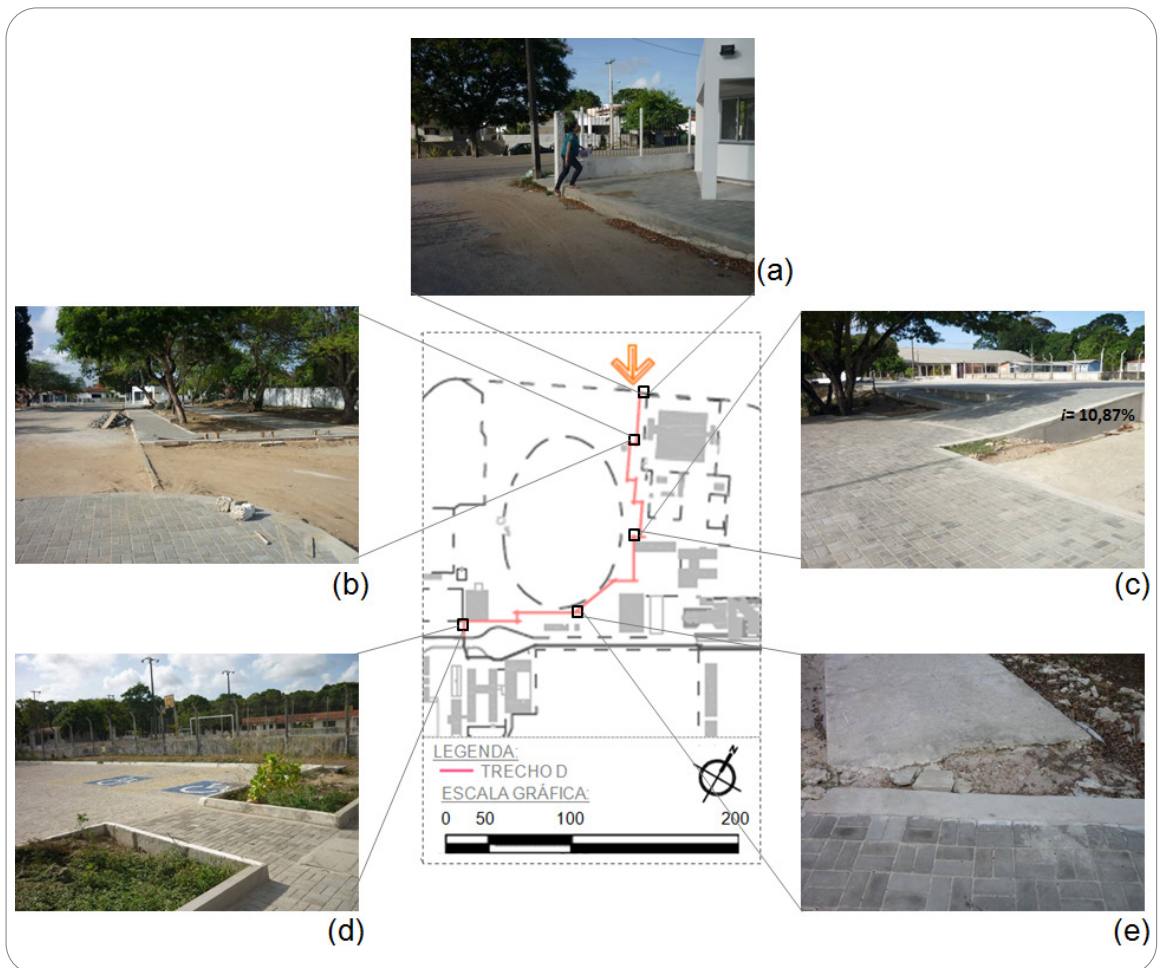 (a)
(b)
i= 10,87%
(c)
N
LEGENDA:
TRECHO D
ESCALA GRÁFICA:
0 50 100 200
(d)
(e)